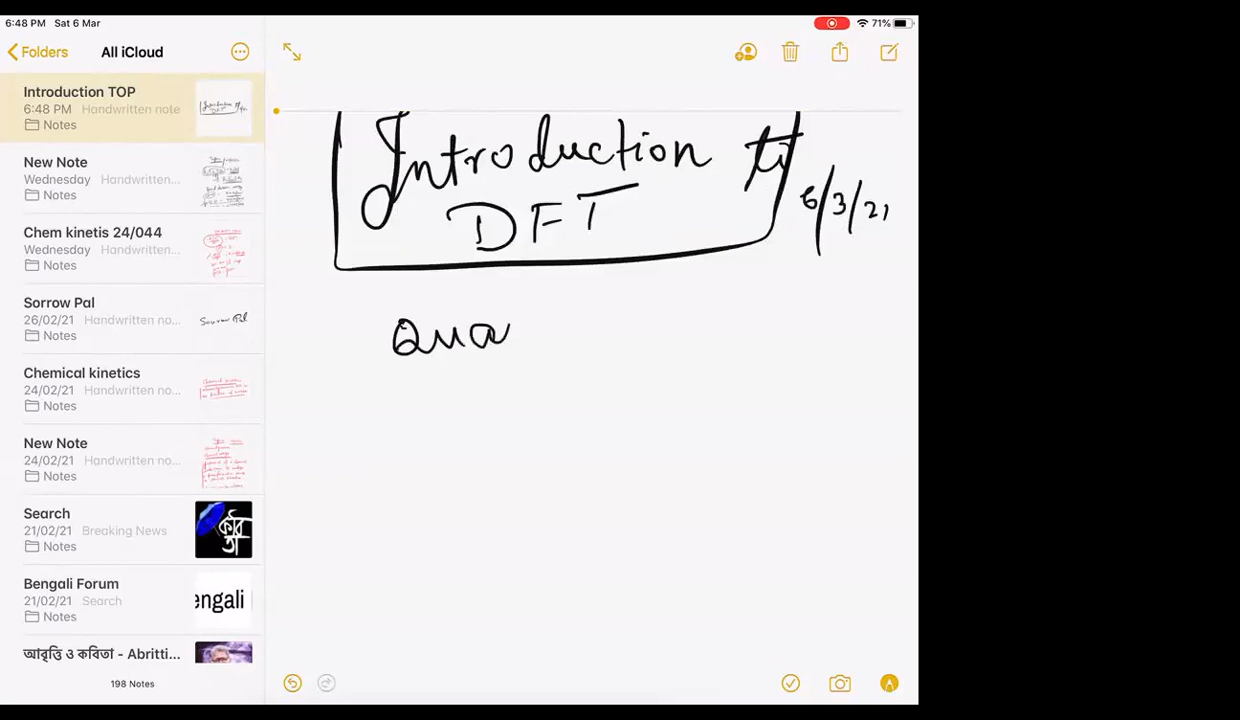 6:48 PM Sat 6 Mar
71%
Folders
All iCloud
Introduction TOP
6:48 PM Handwritten note
Notes
New Note
Wednesday Handwritten...
Notes
Chem kinetis 24/044
Wednesday Handwritten...
Notes
Sorrow Pal
26/02/21 Handwritten no...
Notes
Chemical kinetics
24/02/21 Handwritten no...
Notes
New Note
24/02/21 Handwritten no...
Notes
Search
21/02/21 Breaking News
Notes
কবি
তা
Bengali Forum
21/02/21 Search
Notes
engali
আবৃত্তি ও কবিতা - Abritti...
198 Notes
Introduction to
DFT
6/3/21
Qua